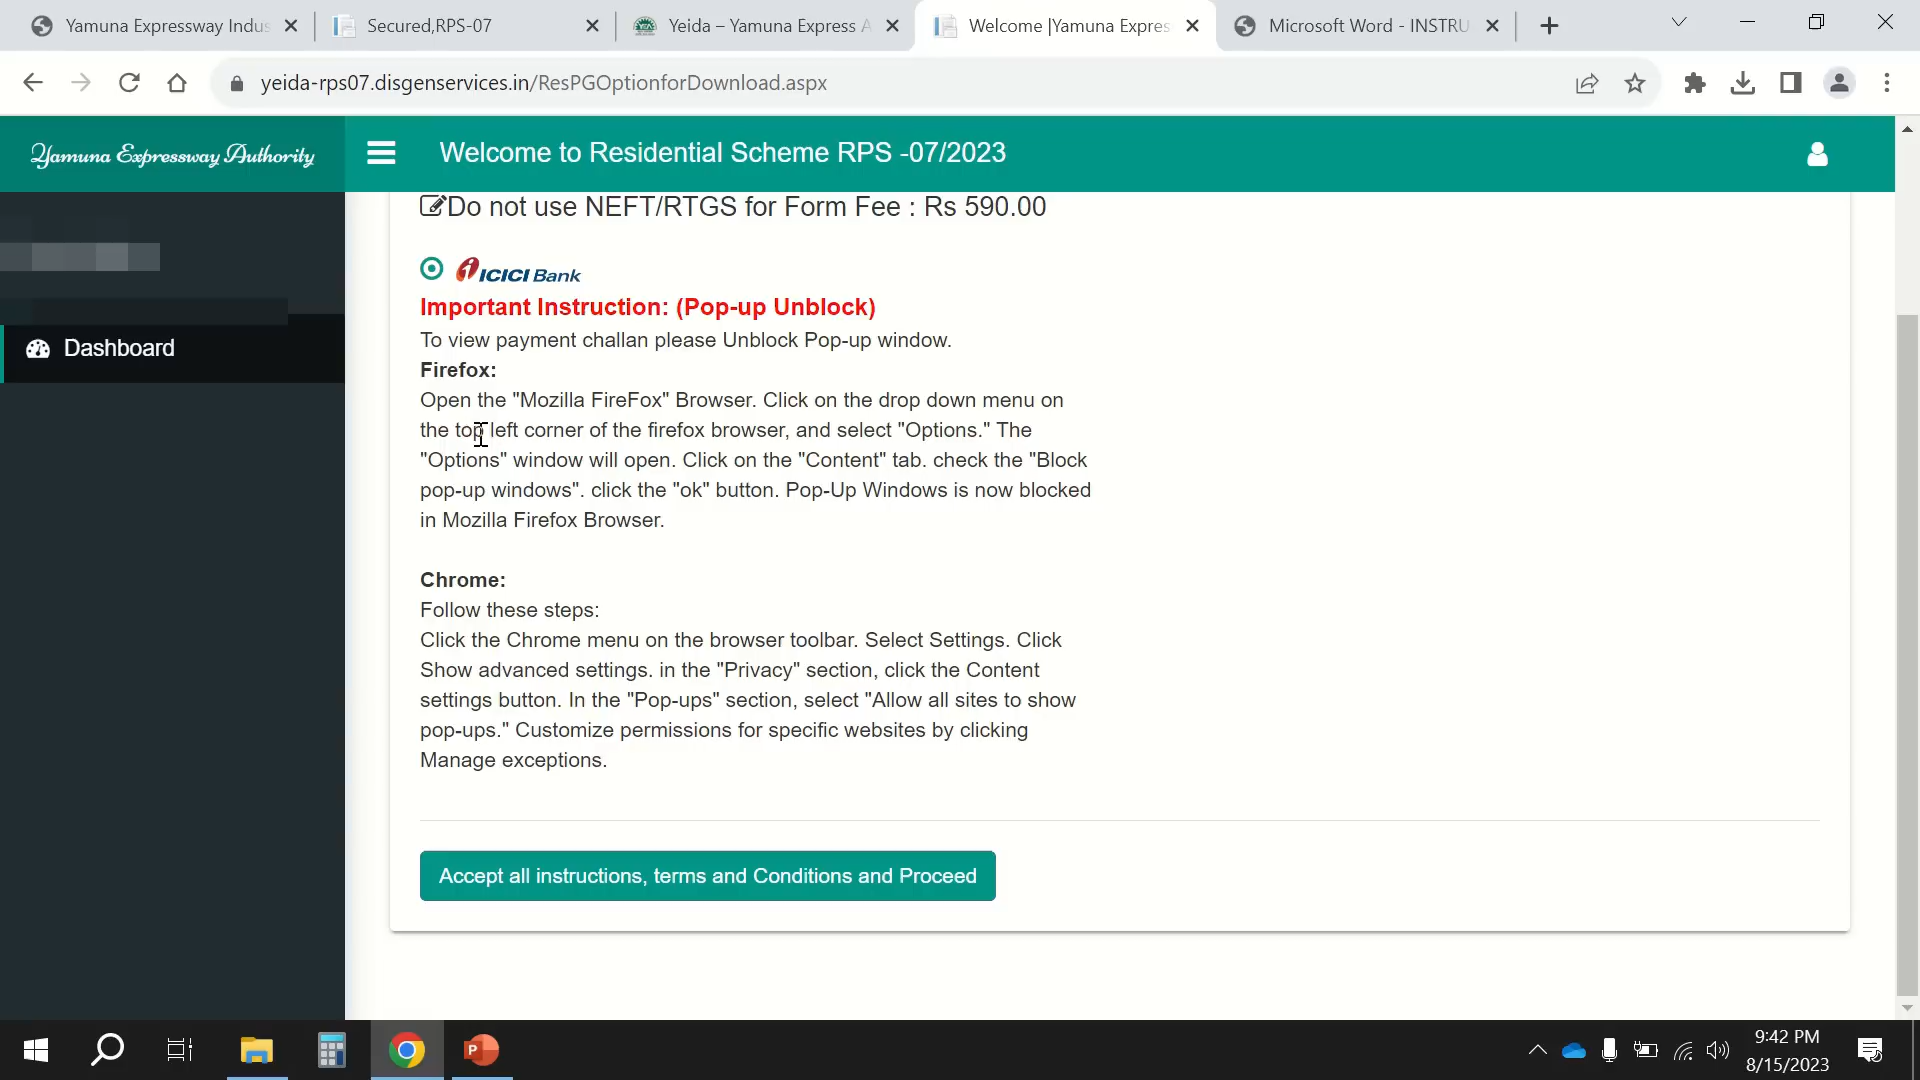 Yamuna Expressway Indus
Secured,RPS-07
Yeida – Yamuna Express A
Welcome |Yamuna Expres
Microsoft Word - INSTRU
yeida-rps07.disgenservices.in/ResPGOptionforDownload.aspx
Yamuna Expressway Authority
Welcome to Residential Scheme RPS -07/2023
Do not use NEFT/RTGS for Form Fee : Rs 590.00
ICICI Bank
Important Instruction: (Pop-up Unblock)
To view payment challan please Unblock Pop-up window.
Dashboard
Firefox:
Open the "Mozilla FireFox" Browser. Click on the drop down menu on
the top left corner of the firefox browser, and select "Options." The
"Options" window will open. Click on the "Content" tab. check the "Block
pop-up windows". click the "ok" button. Pop-Up Windows is now blocked
in Mozilla Firefox Browser.
Chrome:
Follow these steps:
Click the Chrome menu on the browser toolbar. Select Settings. Click
Show advanced settings. in the "Privacy" section, click the Content
settings button. In the "Pop-ups" section, select "Allow all sites to show
pop-ups." Customize permissions for specific websites by clicking
Manage exceptions.
Accept all instructions, terms and Conditions and Proceed
9:42 PM
8/15/2023